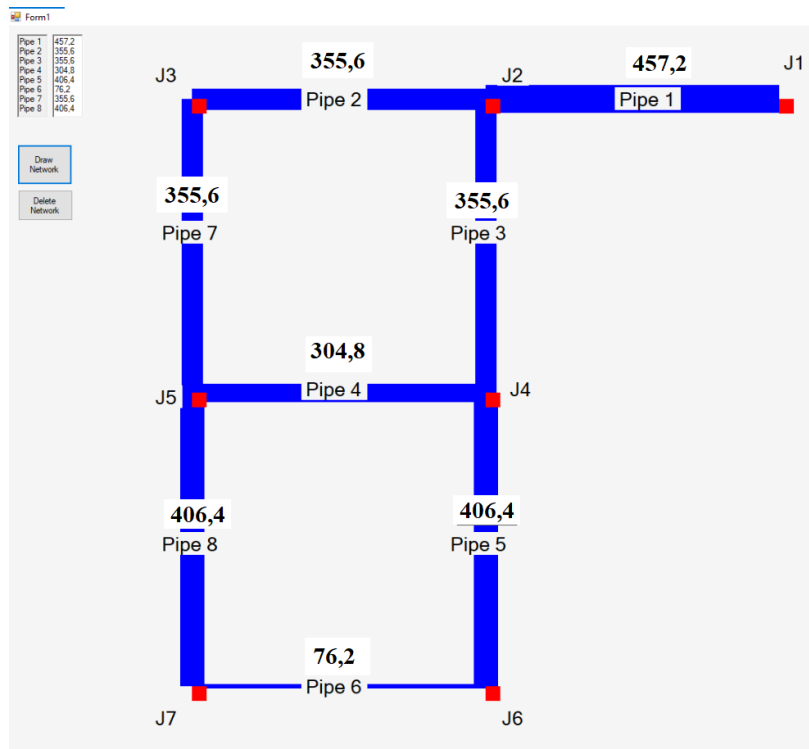 Form1
Pipe 1 457,2
Pipe 2 355,6
Pipe 3 355,6
Pipe 4 304,8
Pipe 5 406,4
Pipe 6 76,2
Pipe 7 355,6
Pipe 8 406,4
Draw
Network
Delete
Network
J3
355,6
Pipe 2
J2
457,2
Pipe 1
J1
355,6
Pipe 7
355,6
Pipe 3
304,8
Pipe 4
J5
J4
406,4
Pipe 8
406,4
Pipe 5
76,2
Pipe 6
J7
J6